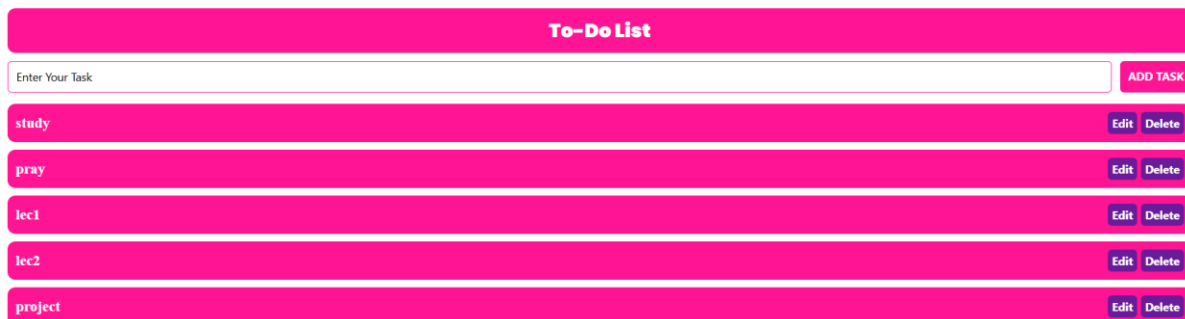 To-Do List
Enter Your Task ADD TASK
study Edit Delete
pray Edit Delete
lec1 Edit Delete
lec2 Edit Delete
project Edit Delete